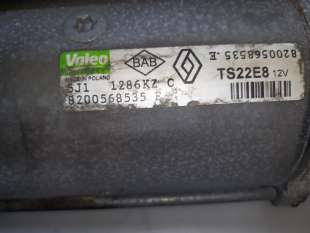 Valeo
MADE IN POLAND
BAB
SJ1 1286KZ C
8200568535 E
TS22E8 12V
8200568535 .E